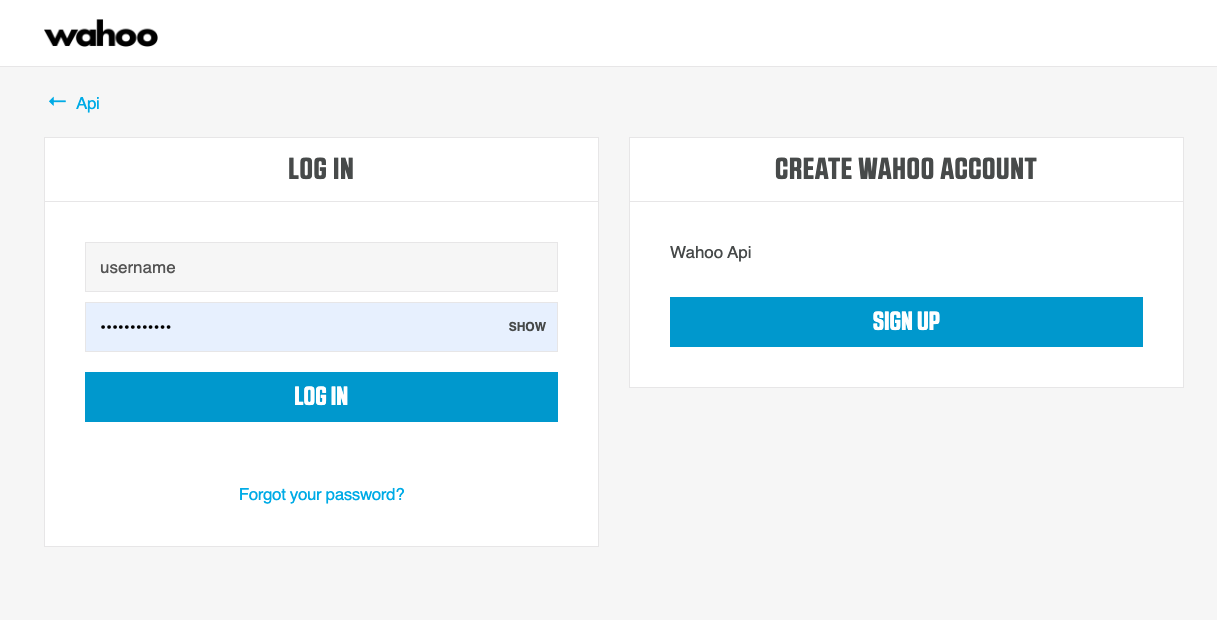 wahoo
← Api
LOG IN
username
•••••••••••• SHOW
LOG IN
Forgot your password?
CREATE WAHOO ACCOUNT
Wahoo Api
SIGN UP